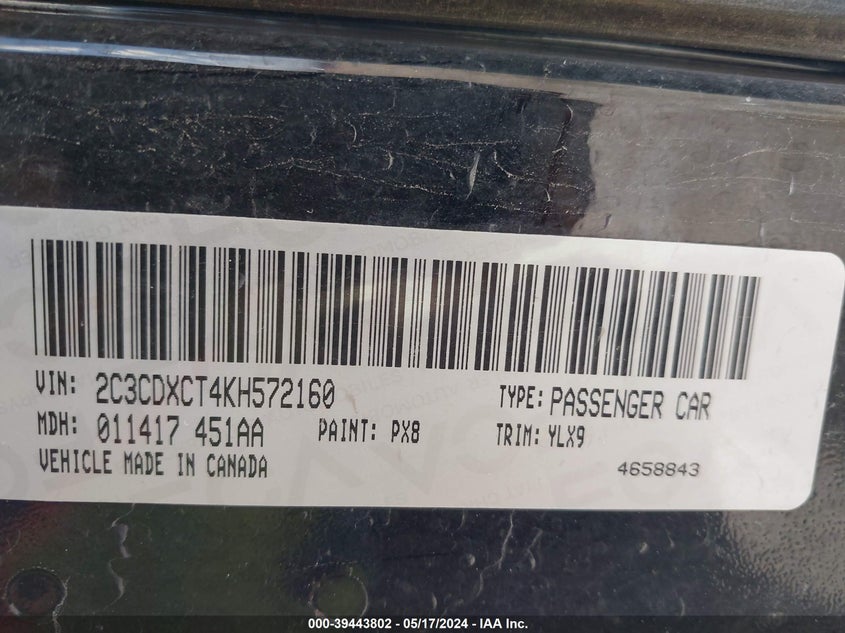 VIN: 2C3CDXCT4KH572160 TYPE: PASSENGER CAR
MDH: 011417 451AA PAINT: PX8 TRIM: YLX9
VEHICLE MADE IN CANADA 4658843
000-39443802 - 05/17/2024 - IAA Inc.